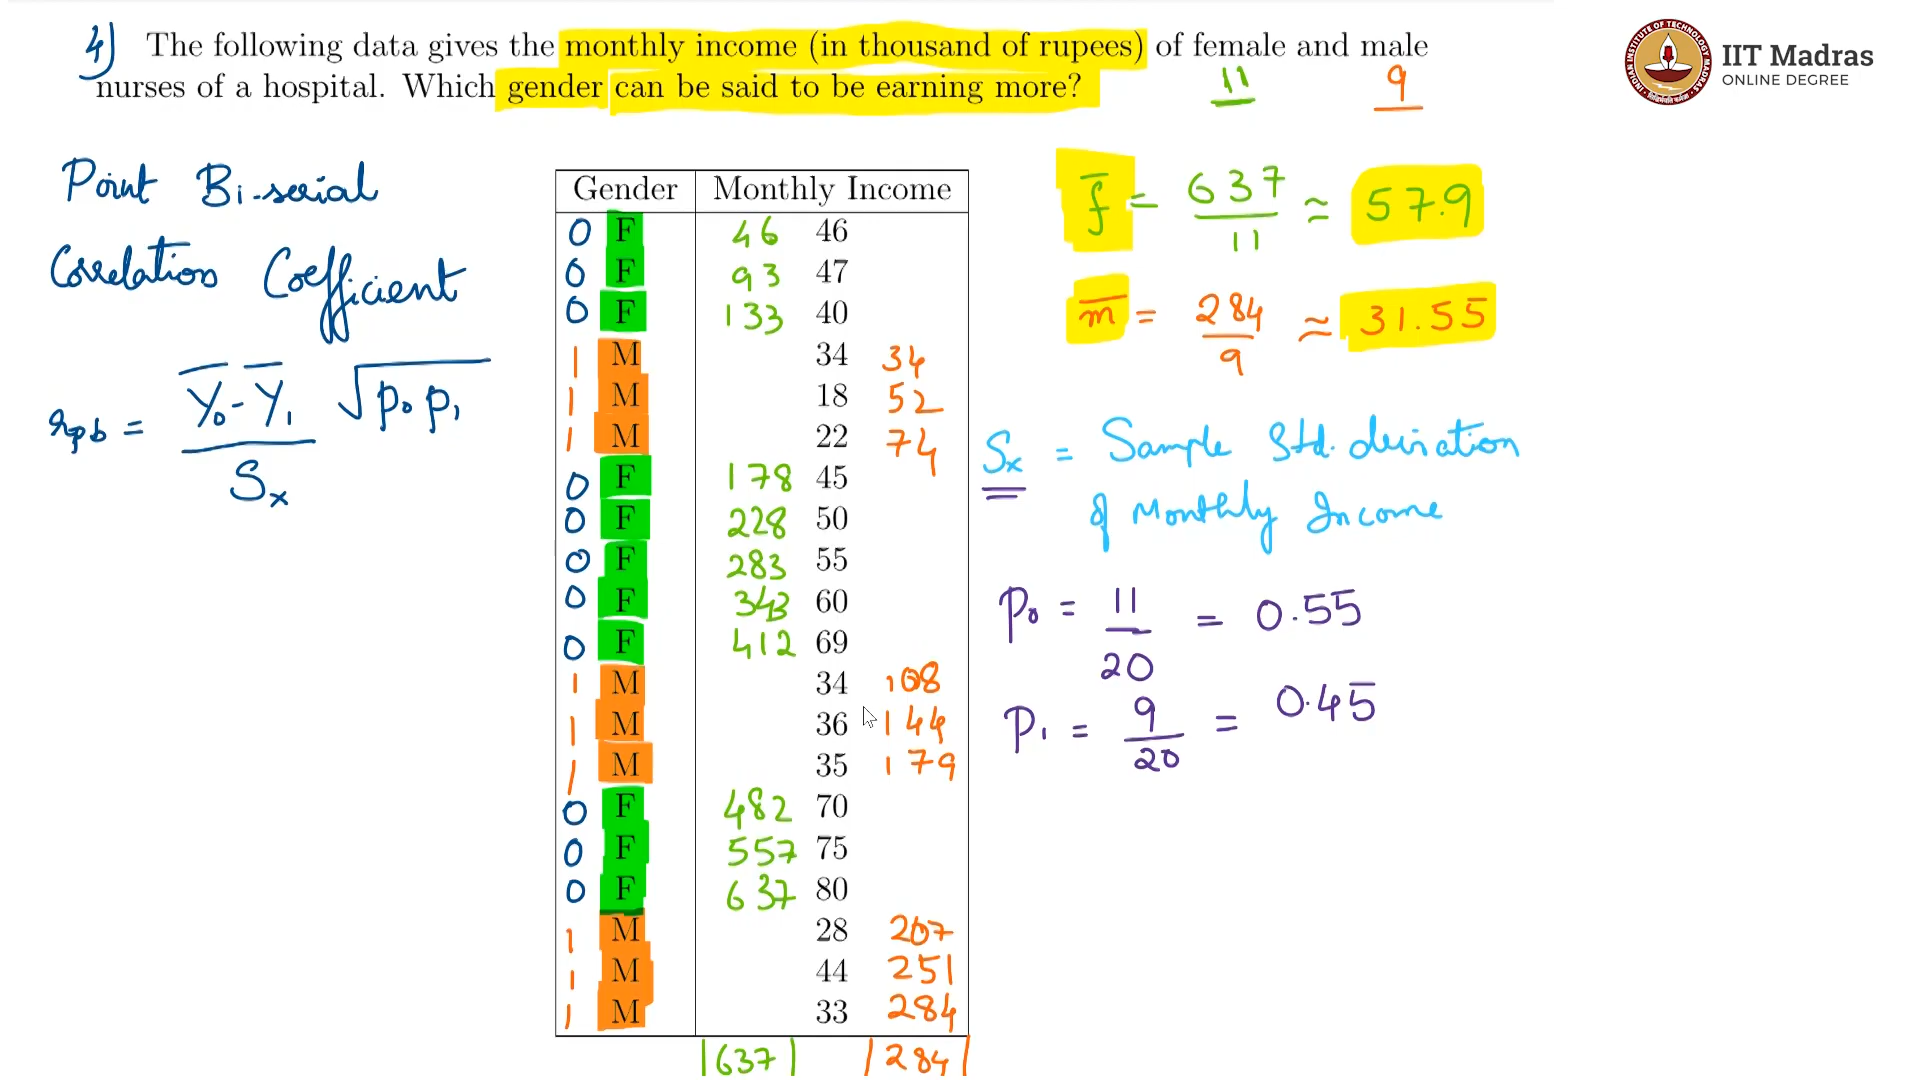 4) The following data gives the monthly income (in thousand of rupees) of female and male
nurses of a hospital. Which gender can be said to be earning more?
11 9
IIT Madras
ONLINE DEGREE
Point Bi-serial
Correlation Coefficient
r_pb = (Y̅₀ - Y̅₁) / Sₓ √p₀ p₁
Gender Monthly Income
0 F 46 46
0 F 93 47
0 F 133 40
1 M 34 34
1 M 18 52
1 M 22 74
0 F 178 45
0 F 228 50
0 F 283 55
0 F 343 60
0 F 412 69
1 M 34 108
1 M 36 144
1 M 35 179
0 F 482 70
0 F 557 75
0 F 637 80
1 M 28 207
1 M 44 251
1 M 33 284
|637| |284|
f̅ = 637/11 ≈ 57.9
m̅ = 284/9 ≈ 31.55
Sₓ = Sample Std. deviation
of Monthly Income
p₀ = 11/20 = 0.55
p₁ = 9/20 = 0.45